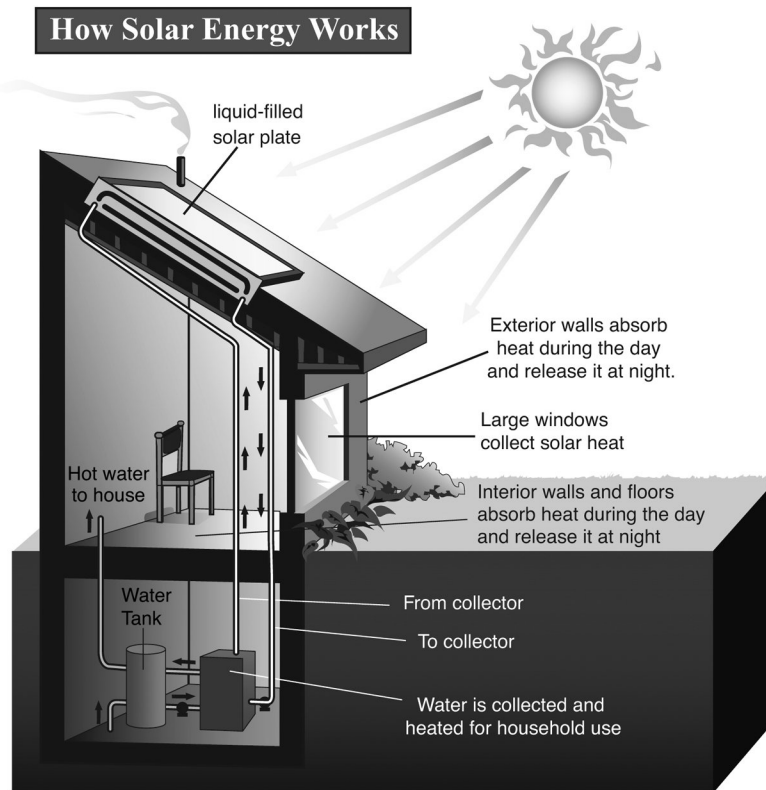 How Solar Energy Works
liquid-filled
solar plate
Exterior walls absorb
heat during the day
and release it at night.
Large windows
collect solar heat
Hot water
to house
Interior walls and floors
absorb heat during the day
and release it at night
Water
Tank
From collector
To collector
Water is collected and
heated for household use